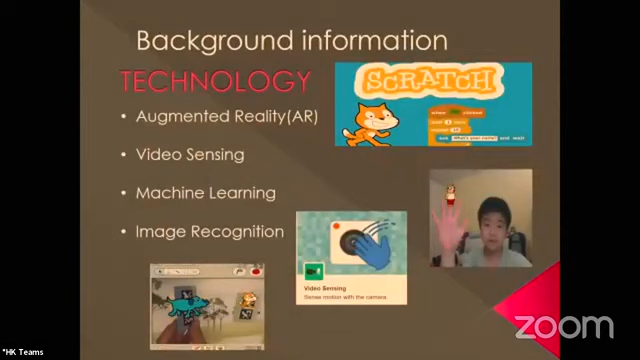 Background information
TECHNOLOGY
SCRATCH
• Augmented Reality(AR)
• Video Sensing
• Machine Learning
• Image Recognition
Video Sensing
Sense motion with the camera.
zoom
"HK Teams